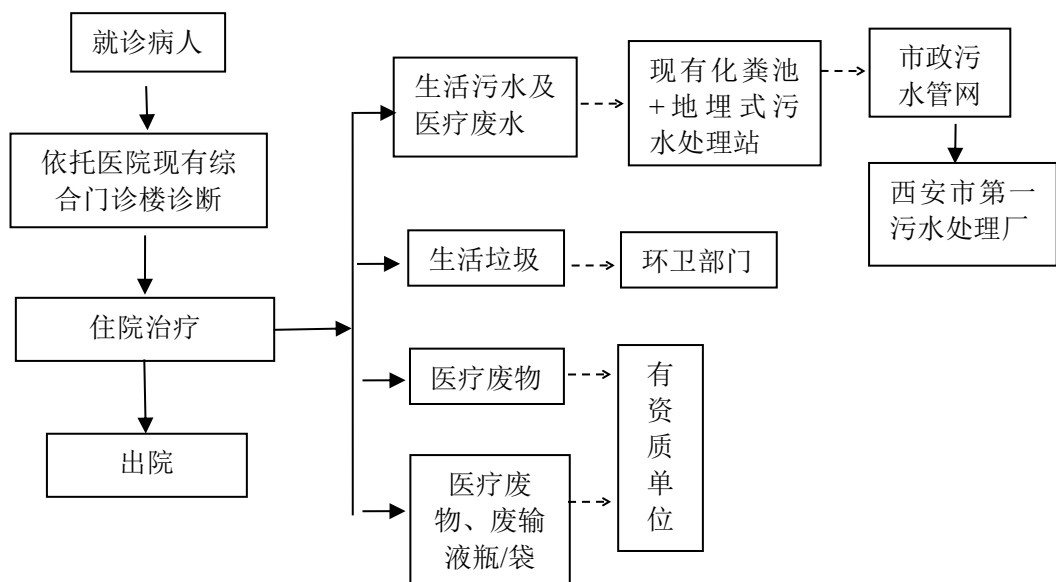 就诊病人
依托医院现有综
合门诊楼诊断
住院治疗
出院
生活污水及
医疗废水
现有化粪池
+地埋式污
水处理站
市政污
水管网
西安市第一
污水处理厂
生活垃圾
环卫部门
医疗废物
医疗废
物、废输
液瓶/袋
有
资
质
单
位